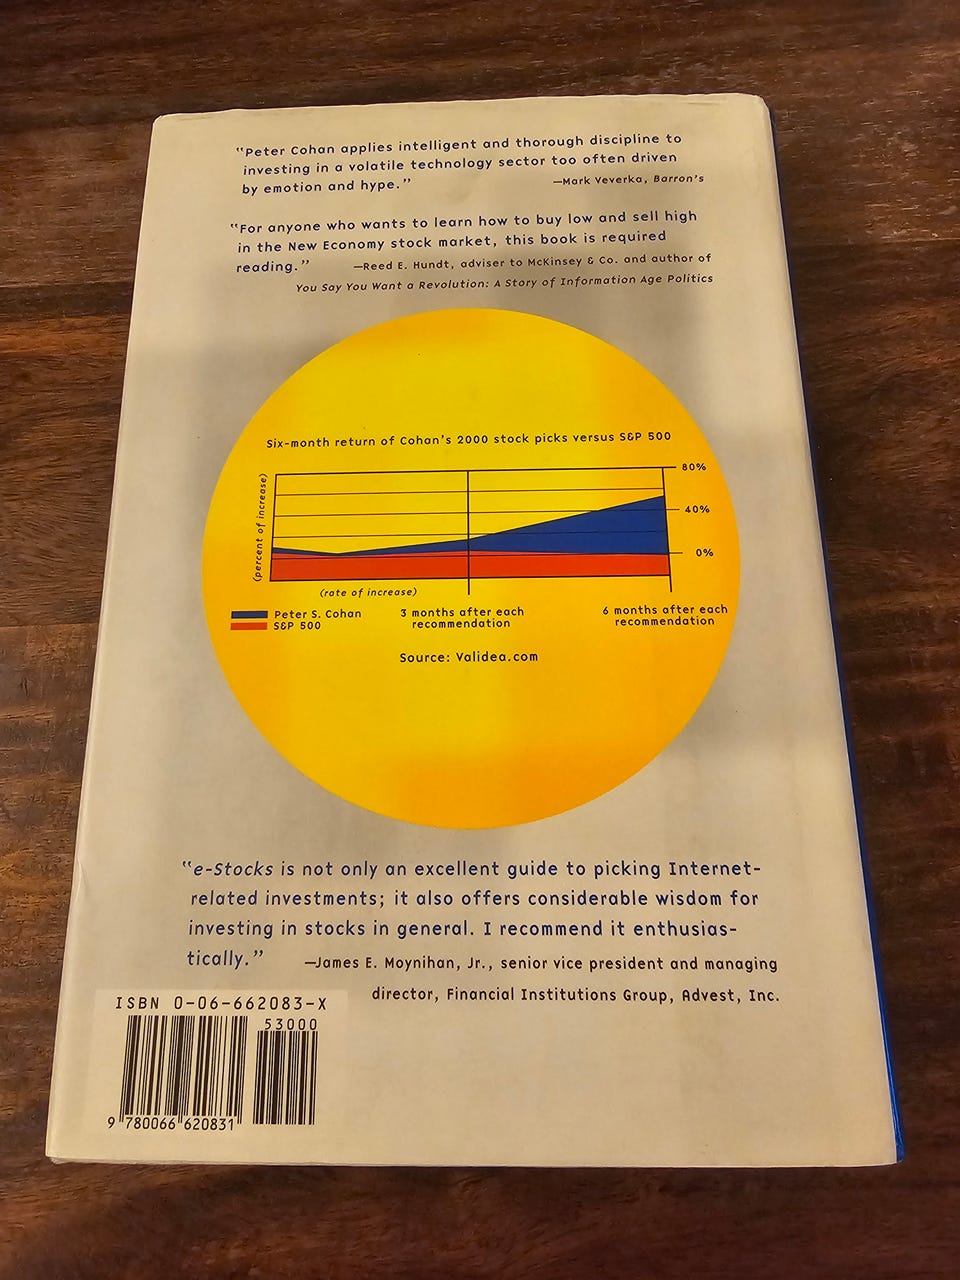 “Peter Cohan applies intelligent and thorough discipline to
investing in a volatile technology sector too often driven
by emotion and hype.” —Mark Veverka, Barron’s
“For anyone who wants to learn how to buy low and sell high
in the New Economy stock market, this book is required
reading.” —Reed E. Hundt, adviser to McKinsey & Co. and author of
You Say You Want a Revolution: A Story of Information Age Politics
Six-month return of Cohan’s 2000 stock picks versus S&P 500
80%
(percent of increase)
40%
0%
(rate of increase)
Peter S. Cohan
S&P 500
3 months after each
recommendation
6 months after each
recommendation
Source: Validea.com
“e-Stocks is not only an excellent guide to picking Internet-
related investments; it also offers considerable wisdom for
investing in stocks in general. I recommend it enthusias-
tically.” —James E. Moynihan, Jr., senior vice president and managing
director, Financial Institutions Group, Advest, Inc.
ISBN 0-06-662083-X
53000
9 780066 620831